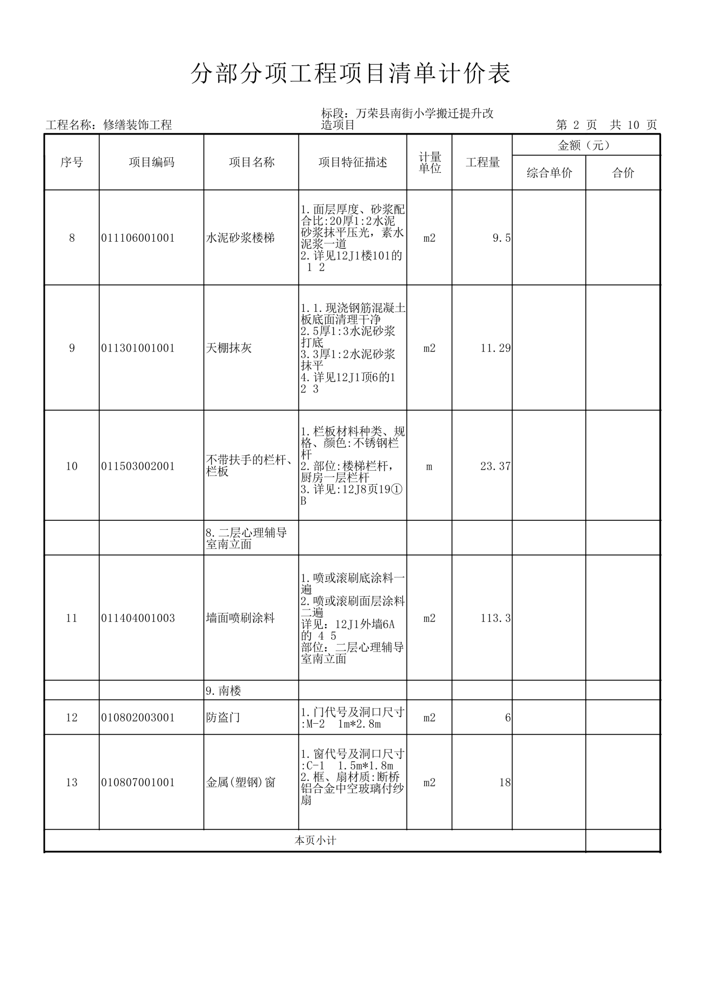 分部分项工程项目清单计价表
工程名称：修缮装饰工程
标段：万荣县南街小学搬迁提升改
造项目
第 2 页  共 10 页
序号
项目编码
项目名称
项目特征描述
计量
单位
工程量
金额（元）
综合单价
合价
8
011106001001
水泥砂浆楼梯
1.面层厚度、砂浆配
合比:20厚1:2水泥
砂浆抹平压光，素水
泥浆一道
2.详见12J1楼101的
1 2
m2
9.5
9
011301001001
天棚抹灰
1.1.现浇钢筋混凝土
板底面清理干净
2.5厚1:3水泥砂浆
打底
3.3厚1:2水泥砂浆
抹平
4.详见12J1顶6的1
2 3
m2
11.29
10
011503002001
不带扶手的栏杆、
栏板
1.栏板材料种类、规
格、颜色:不锈钢栏
杆
2.部位:楼梯栏杆，
厨房一层栏杆
3.详见:12J8页19①
B
m
23.37
8.二层心理辅导
室南立面
11
011404001003
墙面喷刷涂料
1.喷或滚刷底涂料一
遍
2.喷或滚刷面层涂料
二遍
详见：12J1外墙6A
的 4 5
部位：二层心理辅导
室南立面
m2
113.3
9.南楼
12
010802003001
防盗门
1.门代号及洞口尺寸
:M-2  1m*2.8m
m2
6
13
010807001001
金属(塑钢)窗
1.窗代号及洞口尺寸
:C-1  1.5m*1.8m
2.框、扇材质:断桥
铝合金中空玻璃付纱
扇
m2
18
本页小计